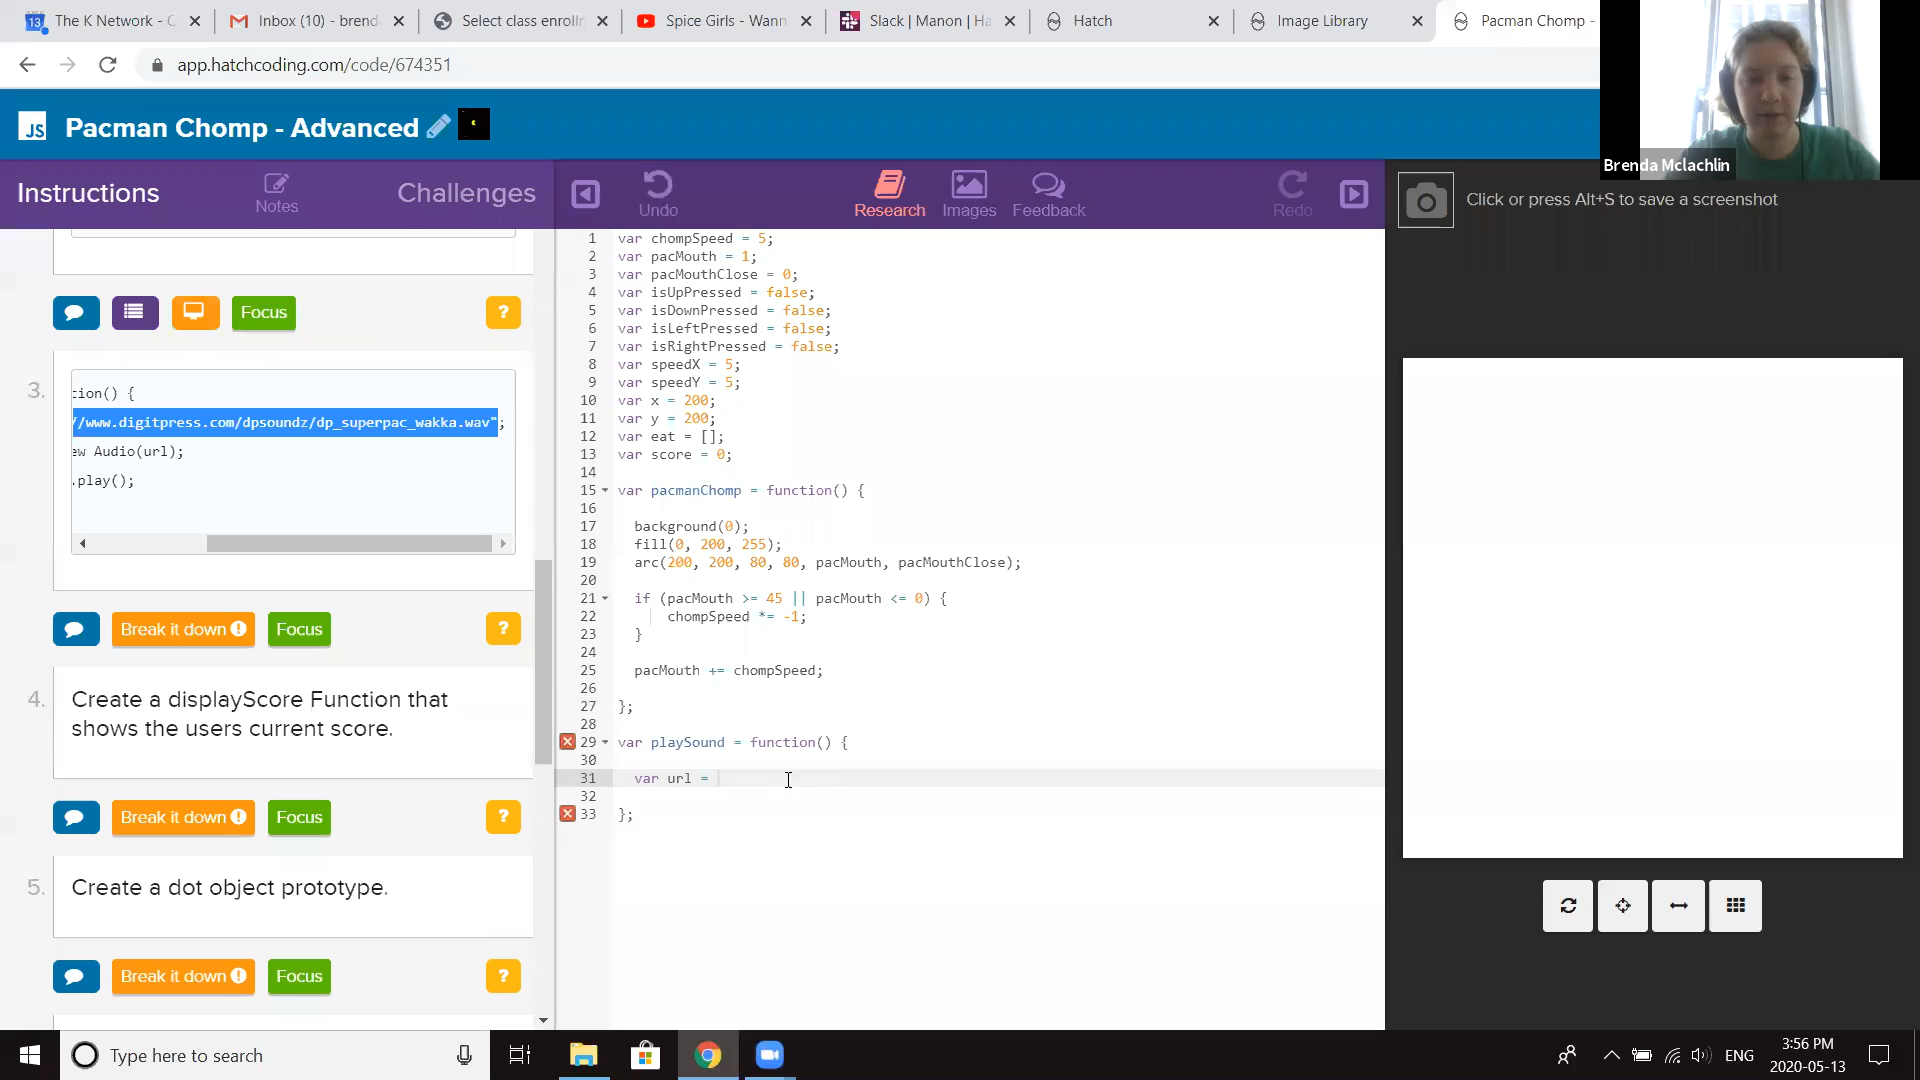 The K Network - C
Inbox (10) - brend
Select class enrollm
Spice Girls - Wann
Slack | Manon | Ha
Hatch
Image Library
Pacman Chomp -
app.hatchcoding.com/code/674351
JS
Pacman Chomp - Advanced
Brenda Mclachlin
Instructions
Notes
Challenges
Undo
Research
Images
Feedback
Redo
Click or press Alt+S to save a screenshot
Focus
?
3.
tion() {
//www.digitpress.com/dpsoundz/dp_superpac_wakka.wav";
ew Audio(url);
.play();
Break it down
Focus
?
4.
Create a displayScore Function that
shows the users current score.
Break it down
Focus
?
5.
Create a dot object prototype.
Break it down
Focus
?
1 var chompSpeed = 5;
2 var pacMouth = 1;
3 var pacMouthClose = 0;
4 var isUpPressed = false;
5 var isDownPressed = false;
6 var isLeftPressed = false;
7 var isRightPressed = false;
8 var speedX = 5;
9 var speedY = 5;
10 var x = 200;
11 var y = 200;
12 var eat = [];
13 var score = 0;
14
15 var pacmanChomp = function() {
16
17 background(0);
18 fill(0, 200, 255);
19 arc(200, 200, 80, 80, pacMouth, pacMouthClose);
20
21 if (pacMouth >= 45 || pacMouth <= 0) {
22 chompSpeed *= -1;
23 }
24
25 pacMouth += chompSpeed;
26
27 };
28
29 var playSound = function() {
30
31 var url =
32
33 };
Type here to search
ENG
3:56 PM
2020-05-13